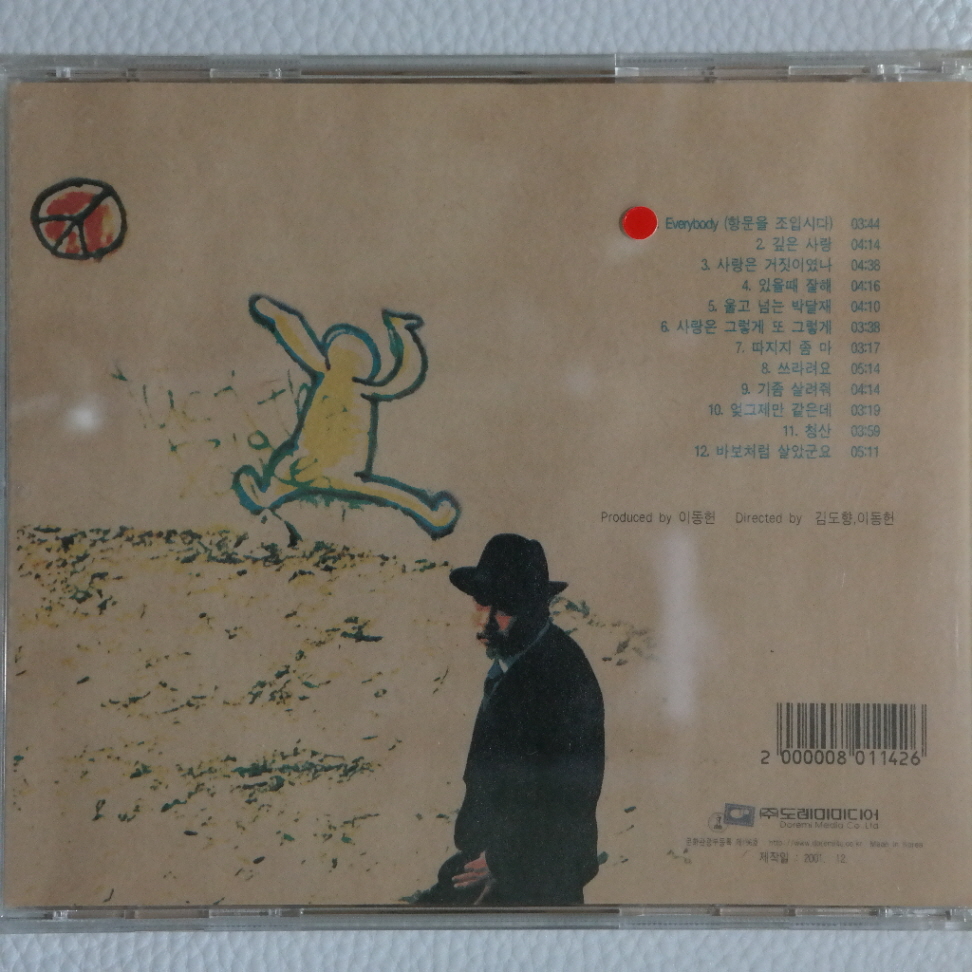 Everybody (항문을 조입시다) 03:44
2. 깊은 사랑 04:14
3. 사랑은 거짓이였나 04:38
4. 있을때 잘해 04:16
5. 울고 넘는 박달재 04:10
6. 사랑은 그렇게 또 그렇게 03:38
7. 따지지 좀 마 03:17
8. 쓰라려요 05:14
9. 기좀 살려줘 04:14
10. 엊그제만 같은데 03:19
11. 청산 03:59
12. 바보처럼 살았군요 05:11
Produced by 이동헌 Directed by 김도향,이동헌
2 000008 011426
㈜도레미미디어
Doremi Media Co. Ltd
Made in Korea
제작일 : 2001. 12.